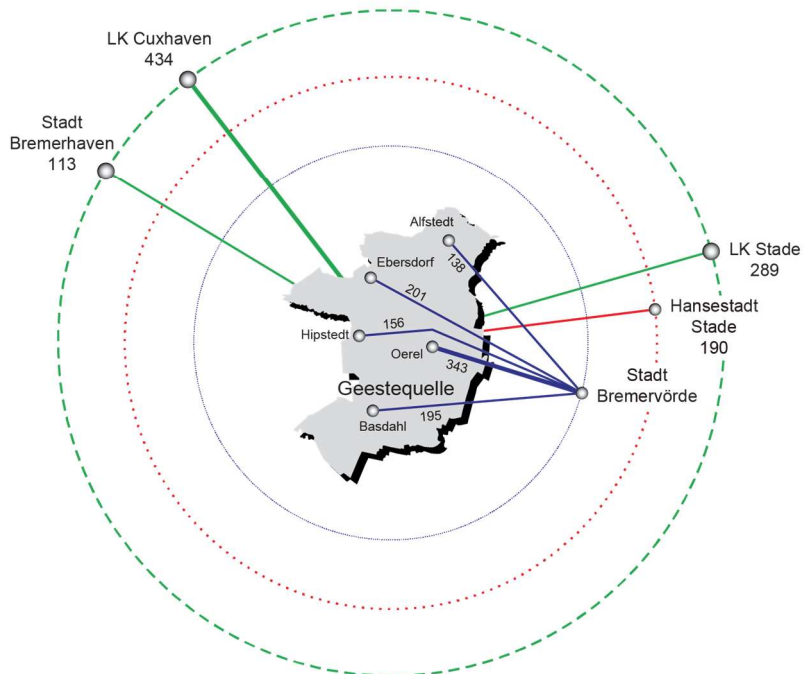 LK Cuxhaven
434
Stadt
Bremerhaven
113
Alfstedt
138
Ebersdorf
201
LK Stade
289
Hansestadt
Stade
190
Hipstedt
156
Oerel
343
Stadt
Bremervörde
Geestequelle
195
Basdahl